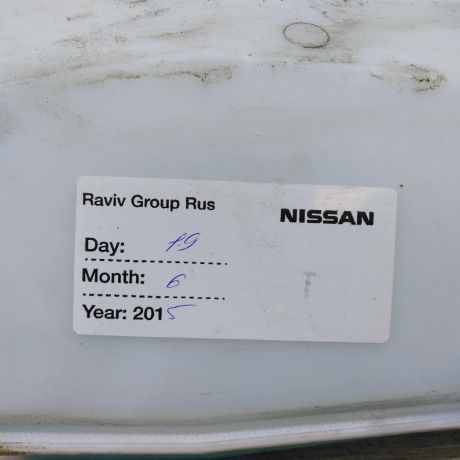 Raviv Group Rus
NISSAN
Day: 19
Month: 6
Year: 2015
T